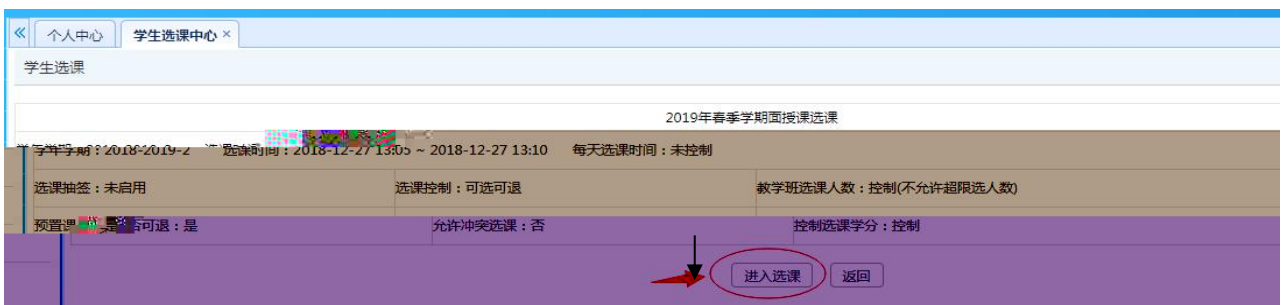 个人中心 学生选课中心 ×
学生选课
2019年春季学期面授课选课
学年学期：2018-2019-2 选课时间：2018-12-27 13:05 ~ 2018-12-27 13:10 每天选课时间：未控制
选课抽签：未启用 选课控制：可选可退 教学班选课人数：控制(不允许超限选人数)
预置课 是否可退：是 允许冲突选课：否 控制选课学分：控制
进入选课 返回